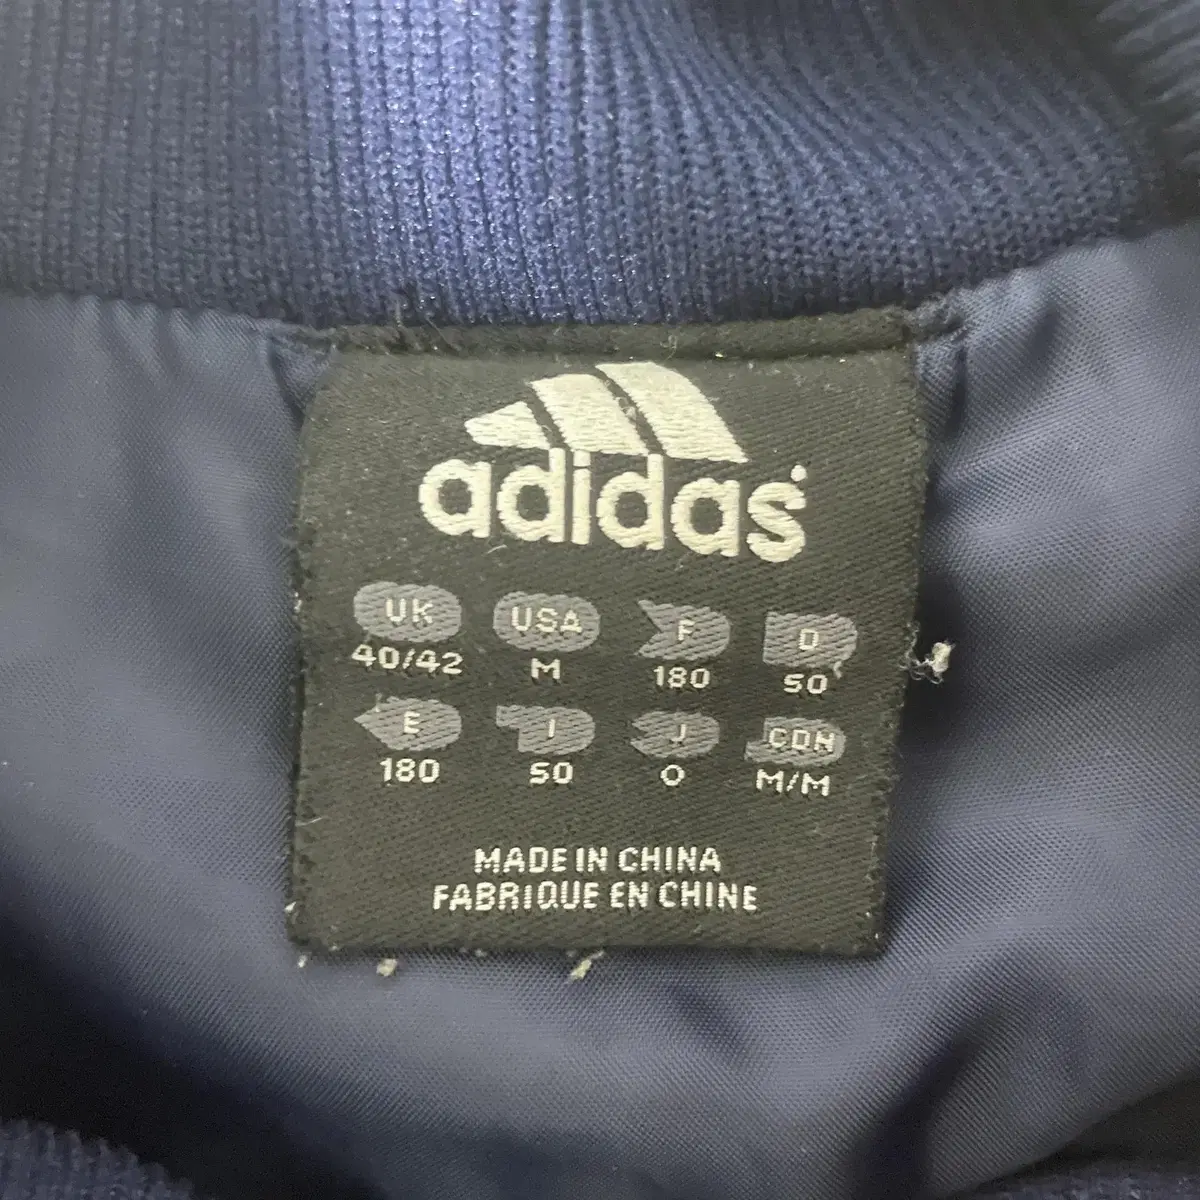 adidas
UK USA F D
40/42 M 180 50
E I J CDN
180 50 O M/M
MADE IN CHINA
FABRIQUE EN CHINE